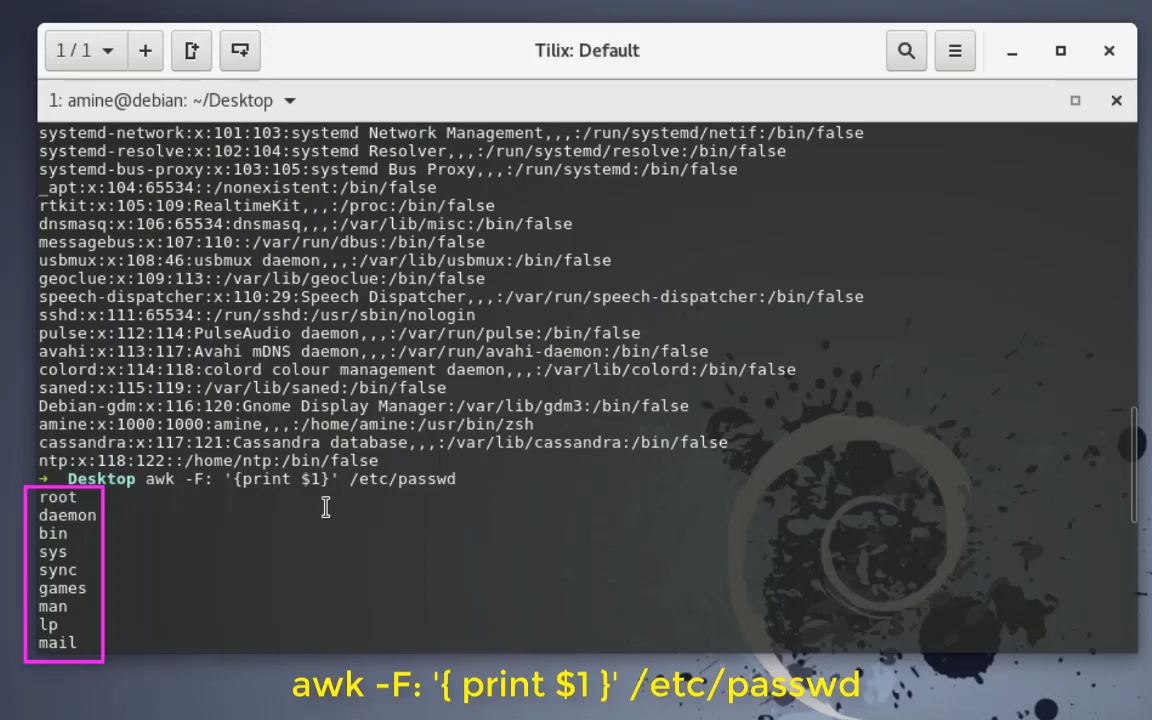 1 / 1
Tilix: Default
1: amine@debian: ~/Desktop
systemd-network:x:101:103:systemd Network Management,,,:/run/systemd/netif:/bin/false
systemd-resolve:x:102:104:systemd Resolver,,,:/run/systemd/resolve:/bin/false
systemd-bus-proxy:x:103:105:systemd Bus Proxy,,,:/run/systemd:/bin/false
_apt:x:104:65534::/nonexistent:/bin/false
rtkit:x:105:109:RealtimeKit,,,:/proc:/bin/false
dnsmasq:x:106:65534:dnsmasq,,,:/var/lib/misc:/bin/false
messagebus:x:107:110::/var/run/dbus:/bin/false
usbmux:x:108:46:usbmux daemon,,,:/var/lib/usbmux:/bin/false
geoclue:x:109:113::/var/lib/geoclue:/bin/false
speech-dispatcher:x:110:29:Speech Dispatcher,,,:/var/run/speech-dispatcher:/bin/false
sshd:x:111:65534::/run/sshd:/usr/sbin/nologin
pulse:x:112:114:PulseAudio daemon,,,:/var/run/pulse:/bin/false
avahi:x:113:117:Avahi mDNS daemon,,,:/var/run/avahi-daemon:/bin/false
colord:x:114:118:colord colour management daemon,,,:/var/lib/colord:/bin/false
saned:x:115:119::/var/lib/saned:/bin/false
Debian-gdm:x:116:120:Gnome Display Manager:/var/lib/gdm3:/bin/false
amine:x:1000:1000:amine,,,:/home/amine:/usr/bin/zsh
cassandra:x:117:121:Cassandra database,,,:/var/lib/cassandra:/bin/false
ntp:x:118:122::/home/ntp:/bin/false
➜ Desktop awk -F: '{print $1}' /etc/passwd
root
daemon
bin
sys
sync
games
man
lp
mail
awk -F: '{ print $1 }' /etc/passwd